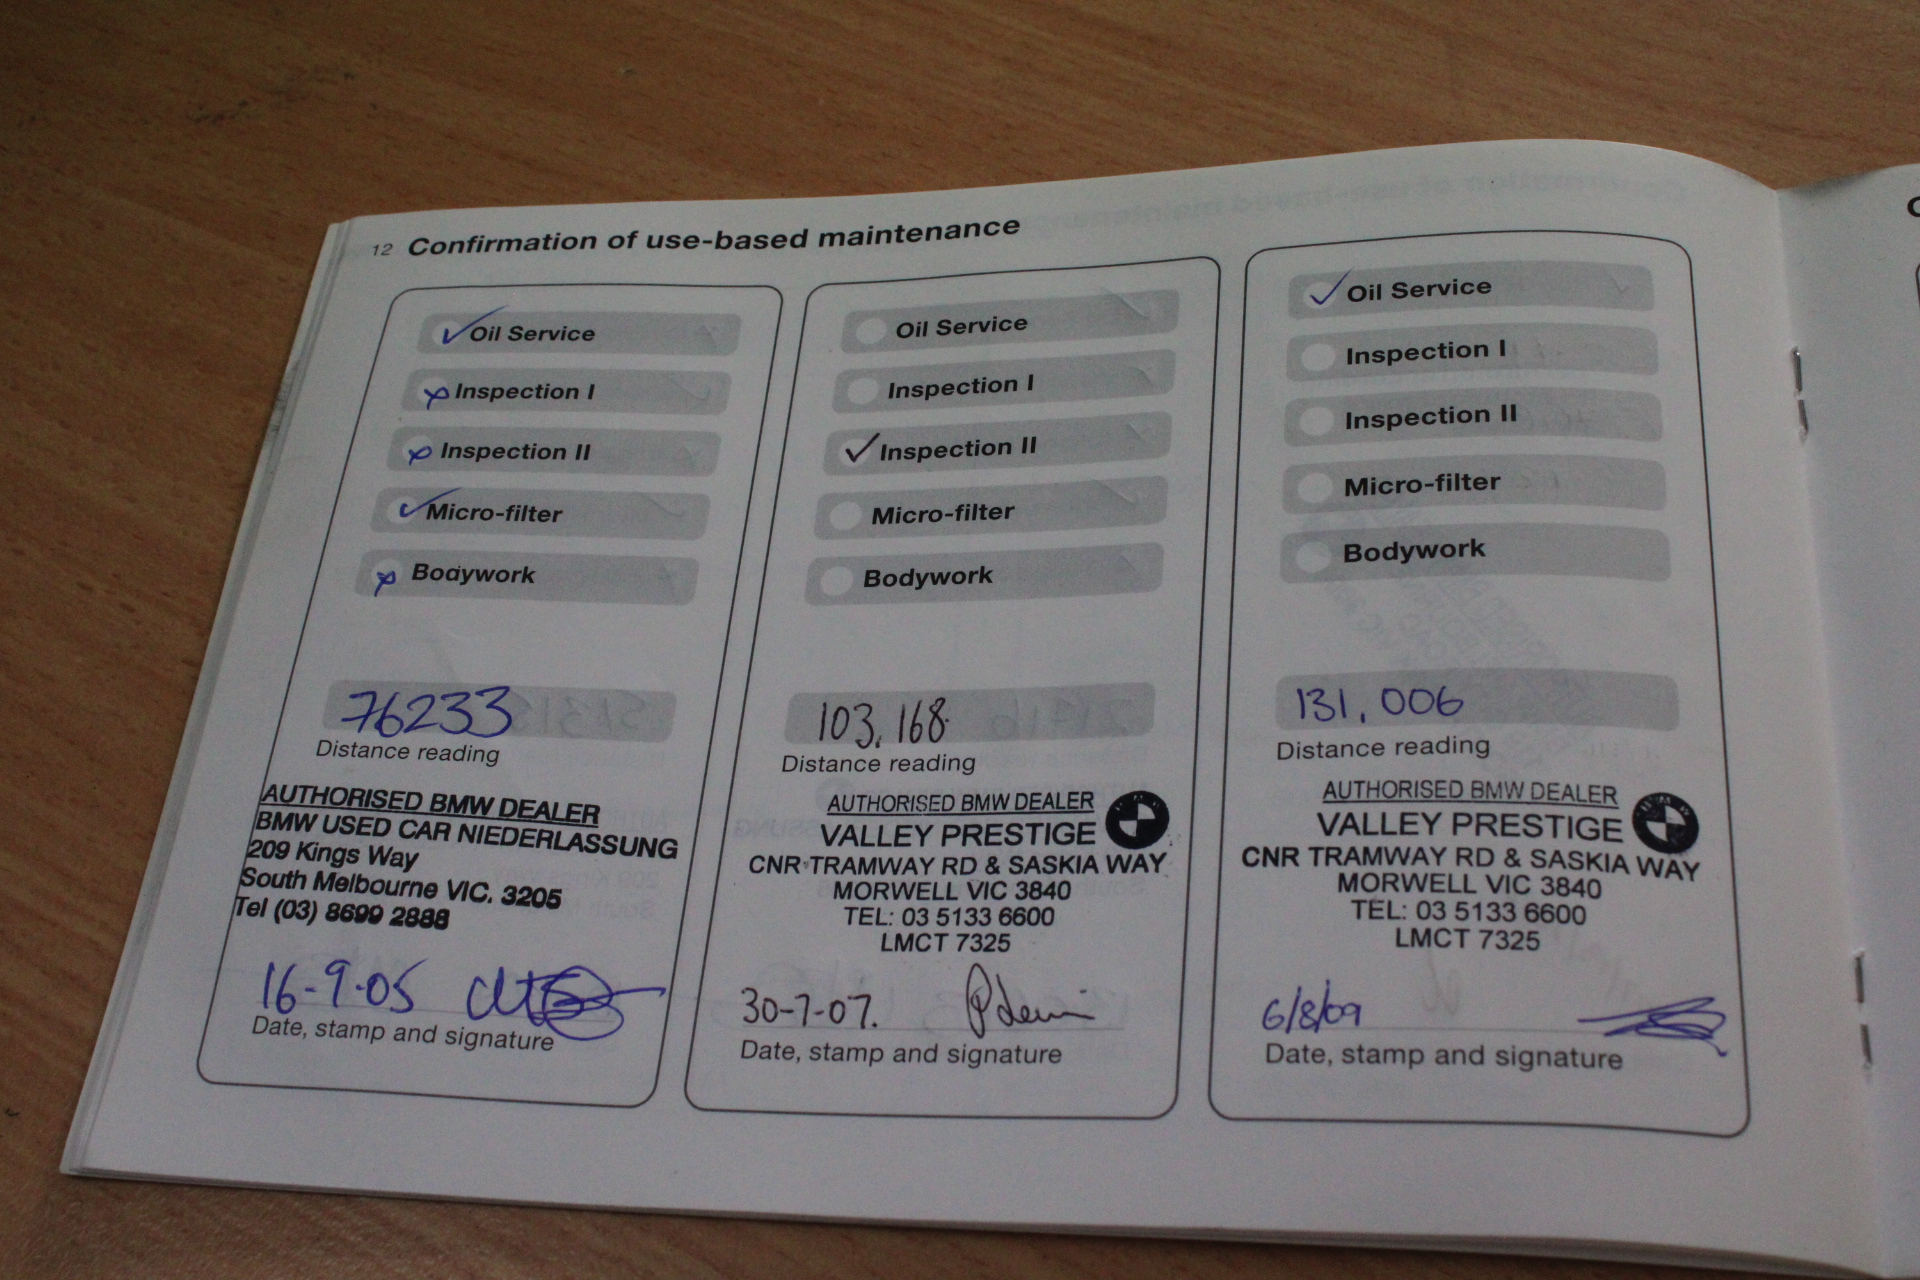 12 Confirmation of use-based maintenance
Oil Service
Inspection I
Inspection II
Micro-filter
Bodywork
76233
Distance reading
AUTHORISED BMW DEALER
BMW USED CAR NIEDERLASSUNG
209 Kings Way
South Melbourne VIC. 3205
Tel (03) 8699 2888
16-9-05
Date, stamp and signature
Oil Service
Inspection I
Inspection II
Micro-filter
Bodywork
103,168
Distance reading
AUTHORISED BMW DEALER
VALLEY PRESTIGE
CNR TRAMWAY RD & SASKIA WAY
MORWELL VIC 3840
TEL: 03 5133 6600
LMCT 7325
30-7-07.
Date, stamp and signature
Oil Service
Inspection I
Inspection II
Micro-filter
Bodywork
131,006
Distance reading
AUTHORISED BMW DEALER
VALLEY PRESTIGE
CNR TRAMWAY RD & SASKIA WAY
MORWELL VIC 3840
TEL: 03 5133 6600
LMCT 7325
6/8/09
Date, stamp and signature